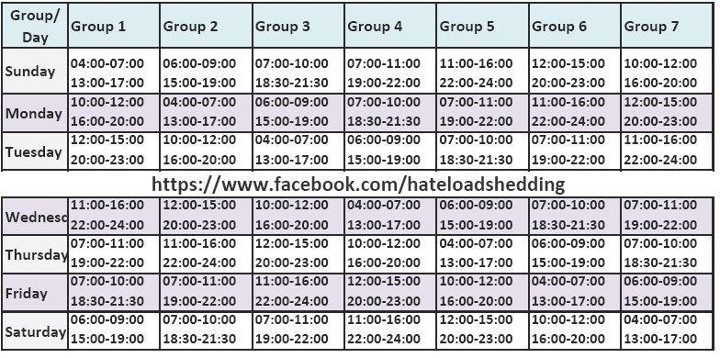 Group/ Day Group 1 Group 2 Group 3 Group 4 Group 5 Group 6 Group 7
Sunday 04:00-07:00 06:00-09:00 07:00-10:00 07:00-11:00 11:00-16:00 12:00-15:00 10:00-12:00
13:00-17:00 15:00-19:00 18:30-21:30 19:00-22:00 22:00-24:00 20:00-23:00 16:00-20:00
Monday 10:00-12:00 04:00-07:00 06:00-09:00 07:00-10:00 07:00-11:00 11:00-16:00 12:00-15:00
16:00-20:00 13:00-17:00 15:00-19:00 18:30-21:30 19:00-22:00 22:00-24:00 20:00-23:00
Tuesday 12:00-15:00 10:00-12:00 04:00-07:00 06:00-09:00 07:00-10:00 07:00-11:00 11:00-16:00
20:00-23:00 16:00-20:00 13:00-17:00 15:00-19:00 18:30-21:30 19:00-22:00 22:00-24:00
https://www.facebook.com/hateloadshedding
Wednesd 11:00-16:00 12:00-15:00 10:00-12:00 04:00-07:00 06:00-09:00 07:00-10:00 07:00-11:00
22:00-24:00 20:00-23:00 16:00-20:00 13:00-17:00 15:00-19:00 18:30-21:30 19:00-22:00
Thursday 07:00-11:00 11:00-16:00 12:00-15:00 10:00-12:00 04:00-07:00 06:00-09:00 07:00-10:00
19:00-22:00 22:00-24:00 20:00-23:00 16:00-20:00 13:00-17:00 15:00-19:00 18:30-21:30
Friday 07:00-10:00 07:00-11:00 11:00-16:00 12:00-15:00 10:00-12:00 04:00-07:00 06:00-09:00
18:30-21:30 19:00-22:00 22:00-24:00 20:00-23:00 16:00-20:00 13:00-17:00 15:00-19:00
Saturday 06:00-09:00 07:00-10:00 07:00-11:00 11:00-16:00 12:00-15:00 10:00-12:00 04:00-07:00
15:00-19:00 18:30-21:30 19:00-22:00 22:00-24:00 20:00-23:00 16:00-20:00 13:00-17:00